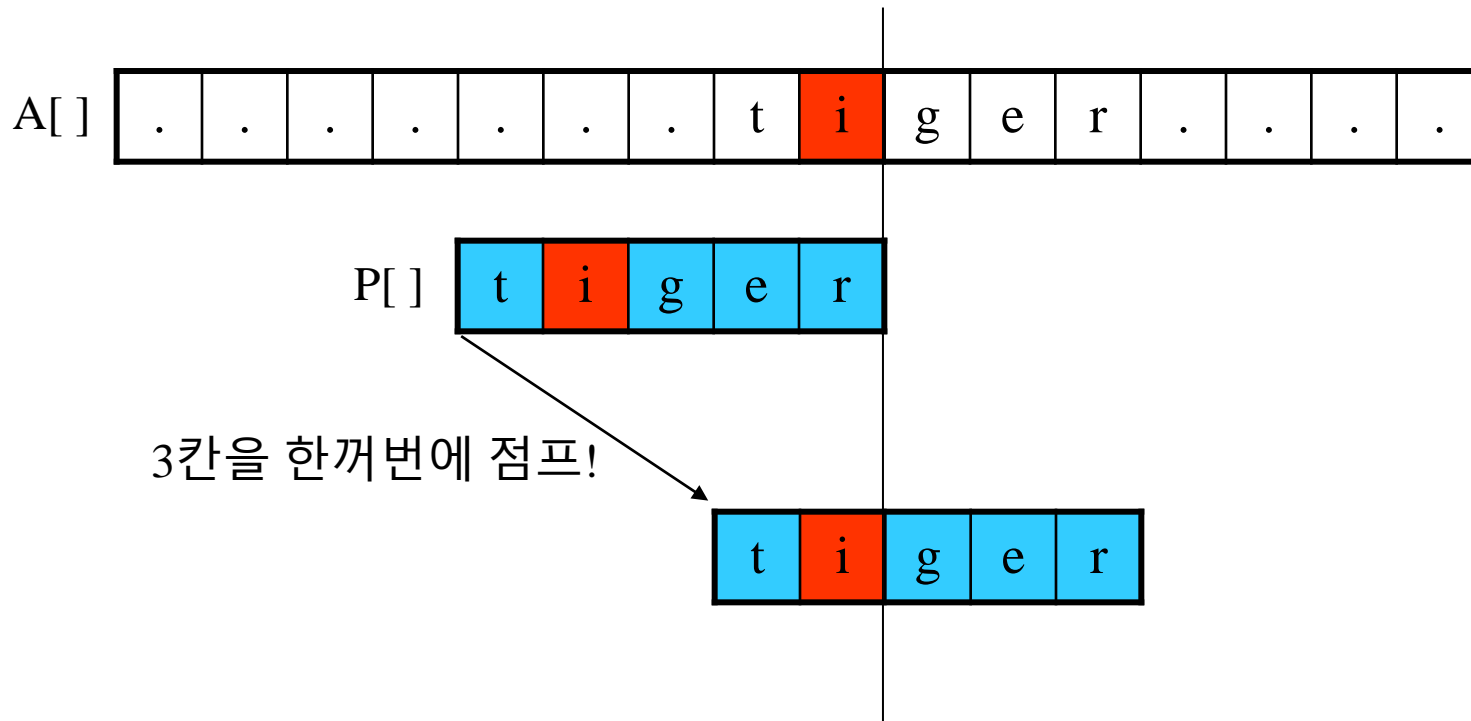 A[ ] . . . . . . . t i g e r . . . .
P[ ] t i g e r
3칸을 한꺼번에 점프!
t i g e r